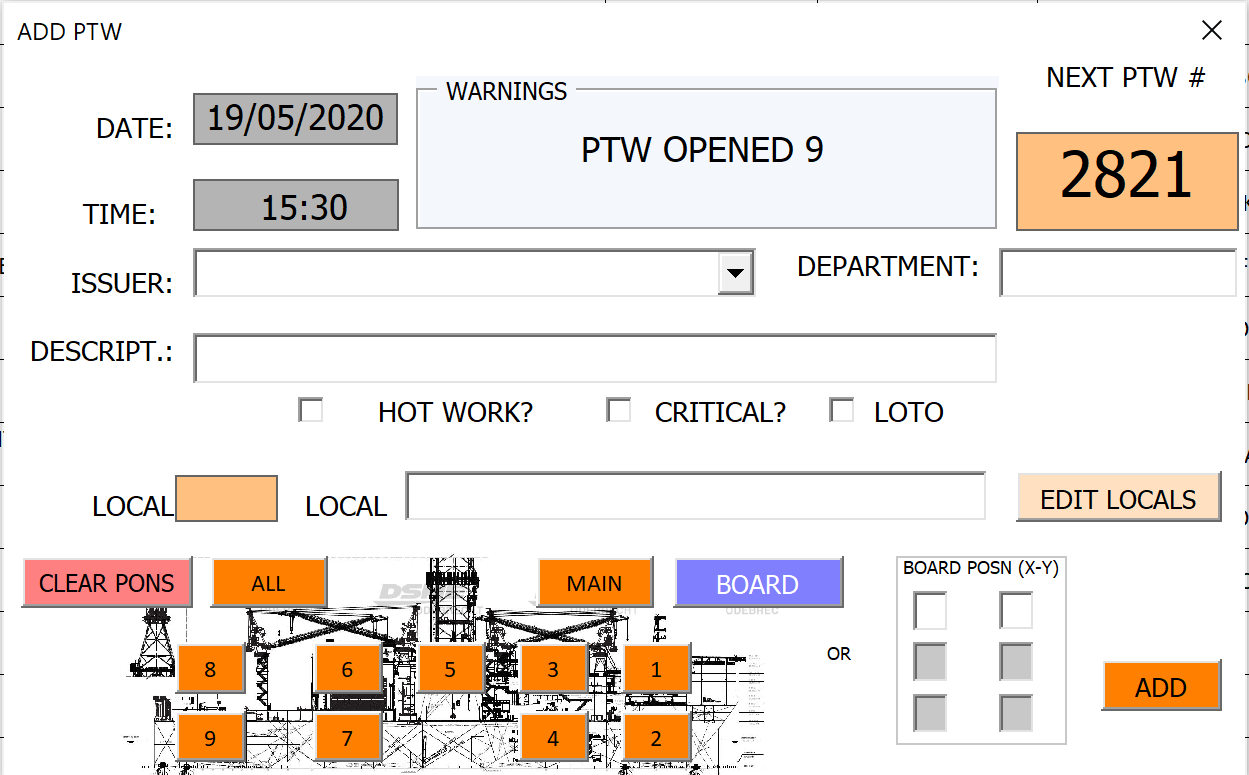 ADD PTW
NEXT PTW #
WARNINGS
DATE: 19/05/2020
PTW OPENED 9
2821
TIME: 15:30
ISSUER:
DEPARTMENT:
DESCRIPT.:
HOT WORK? CRITICAL? LOTO
LOCAL LOCAL EDIT LOCALS
CLEAR PONS ALL MAIN BOARD
BOARD POSN (X-Y)
8 6 5 3 1
OR
ADD
9 7 4 2